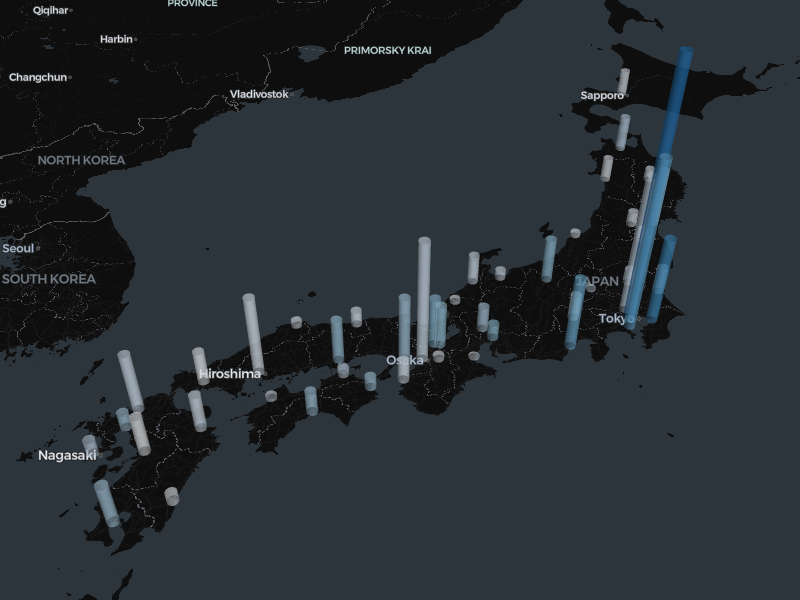 PROVINCE
Qiqihar
Harbin
PRIMORSKY KRAI
Changchun
Vladivostok
Sapporo
NORTH KOREA
g
Seoul
SOUTH KOREA
JAPAN
Tokyo
Osaka
Hiroshima
Nagasaki